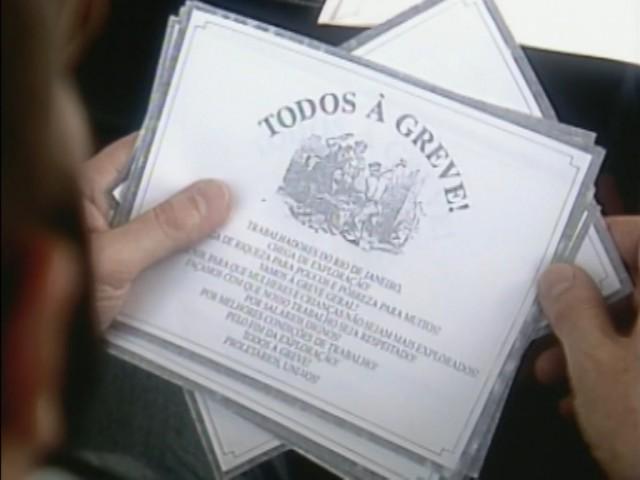 TODOS À GREVE!
TRABALHADORES DO RIO DE JANEIRO,
CHEGA DE EXPLORAÇÃO!
DE RIQUEZA PARA POUCOS E POBREZA PARA MUITOS!
VAMOS À GREVE GERAL!
PARA QUE MULHERES E CRIANÇAS NÃO SEJAM MAIS EXPLORADOS!
FAÇAMOS COM QUE NOSSO TRABALHO SEJA RESPEITADO!
POR SALÁRIOS DIGNOS!
POR MELHORES CONDIÇÕES DE TRABALHO!
PELO FIM DA EXPLORAÇÃO!
TODOS À GREVE!
PROLETÁRIOS, UNI-VOS!